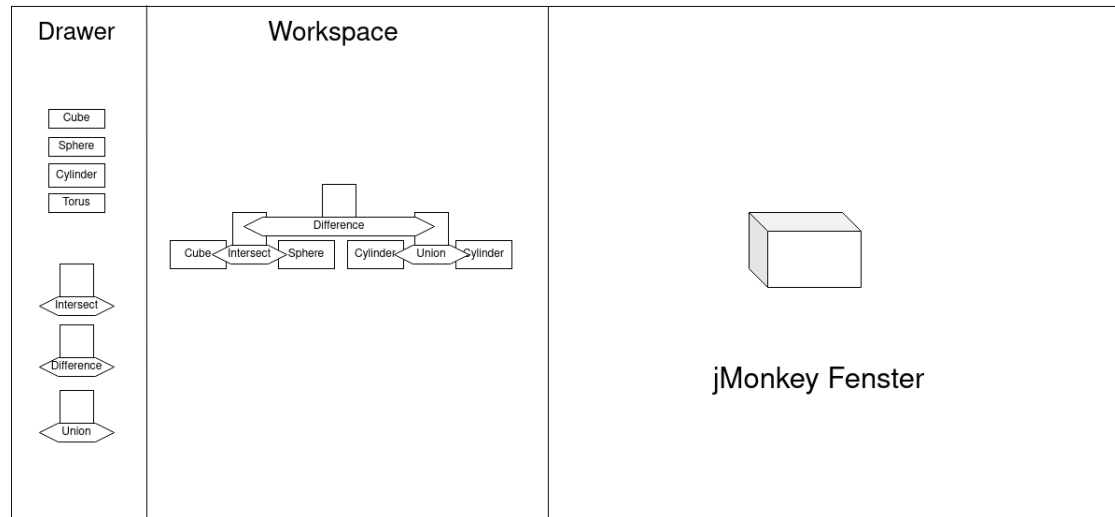 Drawer
Cube
Sphere
Cylinder
Torus
Intersect
Difference
Union
Workspace
Difference
Cube Intersect Sphere Cylinder Union Cylinder
jMonkey Fenster